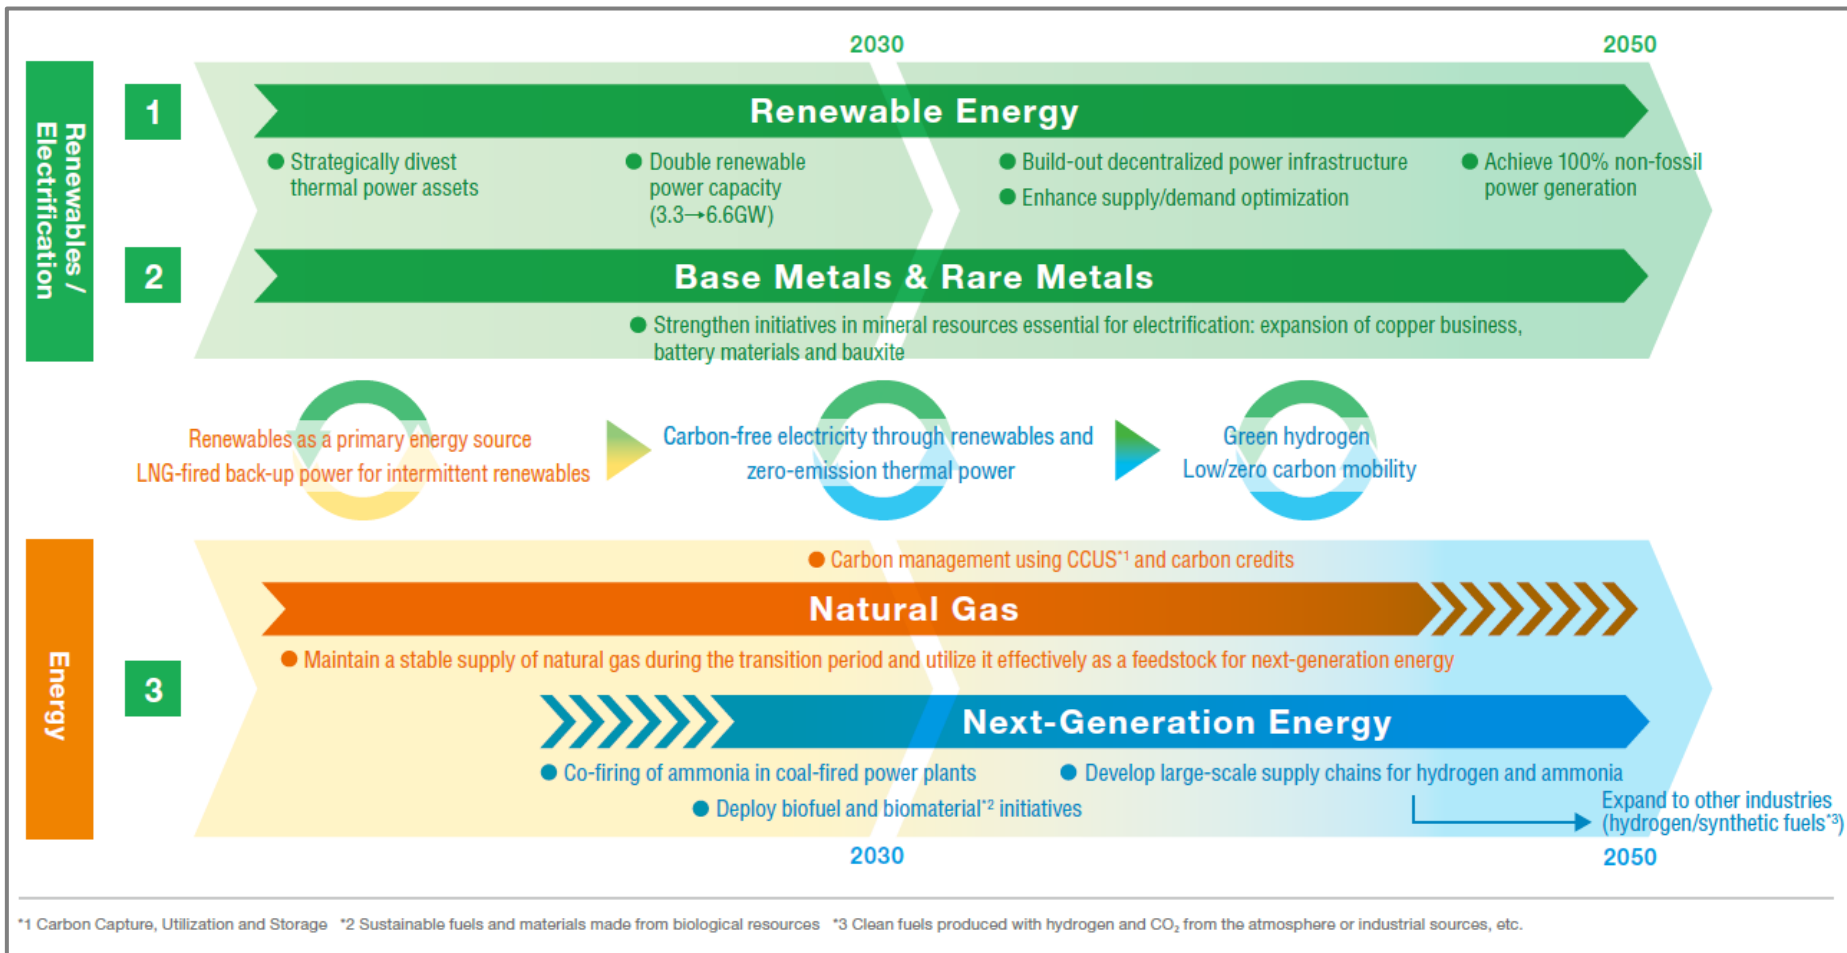 2030
2050
Renewables /
Electrification
1
Renewable Energy
● Strategically divest
thermal power assets
● Double renewable
power capacity
(3.3→6.6GW)
● Build-out decentralized power infrastructure
● Enhance supply/demand optimization
● Achieve 100% non-fossil
power generation
2
Base Metals & Rare Metals
● Strengthen initiatives in mineral resources essential for electrification: expansion of copper business,
battery materials and bauxite
Renewables as a primary energy source
LNG-fired back-up power for intermittent renewables
Carbon-free electricity through renewables and
zero-emission thermal power
Green hydrogen
Low/zero carbon mobility
Energy
3
● Carbon management using CCUS*1 and carbon credits
Natural Gas
● Maintain a stable supply of natural gas during the transition period and utilize it effectively as a feedstock for next-generation energy
Next-Generation Energy
● Co-firing of ammonia in coal-fired power plants
● Deploy biofuel and biomaterial*2 initiatives
● Develop large-scale supply chains for hydrogen and ammonia
Expand to other industries
(hydrogen/synthetic fuels*3)
2030
2050
*1 Carbon Capture, Utilization and Storage *2 Sustainable fuels and materials made from biological resources *3 Clean fuels produced with hydrogen and CO₂ from the atmosphere or industrial sources, etc.